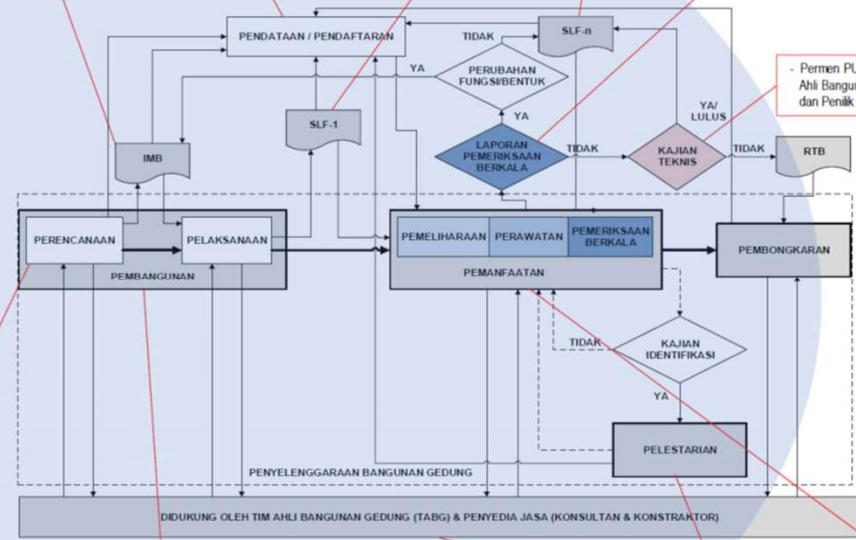 PENDATAAN / PENDAFTARAN
TIDAK
SLF-n
YA
PERUBAHAN
FUNGSI/BENTUK
- Permen PU
Ahli Bangun
dan Penilik
SLF-1
YA
YA/
LULUS
IMB
LAPORAN
PEMERIKSAAN
BERKALA
TIDAK
KAJIAN
TEKNIS
TIDAK
RTB
PERENCANAAN
PELAKSANAAN
PEMBANGUNAN
PEMELIHARAAN
PERAWATAN
PEMERIKSAAN
BERKALA
PEMANFAATAN
PEMBONGKARAN
TIDAK
KAJIAN
IDENTIFIKASI
YA
PELESTARIAN
PENYELENGGARAAN BANGUNAN GEDUNG
DIDUKUNG OLEH TIM AHLI BANGUNAN GEDUNG (TABG) & PENYEDIA JASA (KONSULTAN & KONSTRAKTOR)